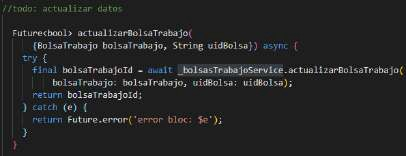 //todo: actualizar datos
Future<bool> actualizarBolsaTrabajo(
{BolsaTrabajo bolsaTrabajo, String uidBolsa}) async {
try {
final bolsaTrabajoId = await _bolsasTrabajoService.actualizarBolsaTrabajo(
bolsaTrabajo: bolsaTrabajo, uidBolsa: uidBolsa);
return bolsaTrabajoId;
} catch (e) {
return Future.error('error bloc: $e');
}
}